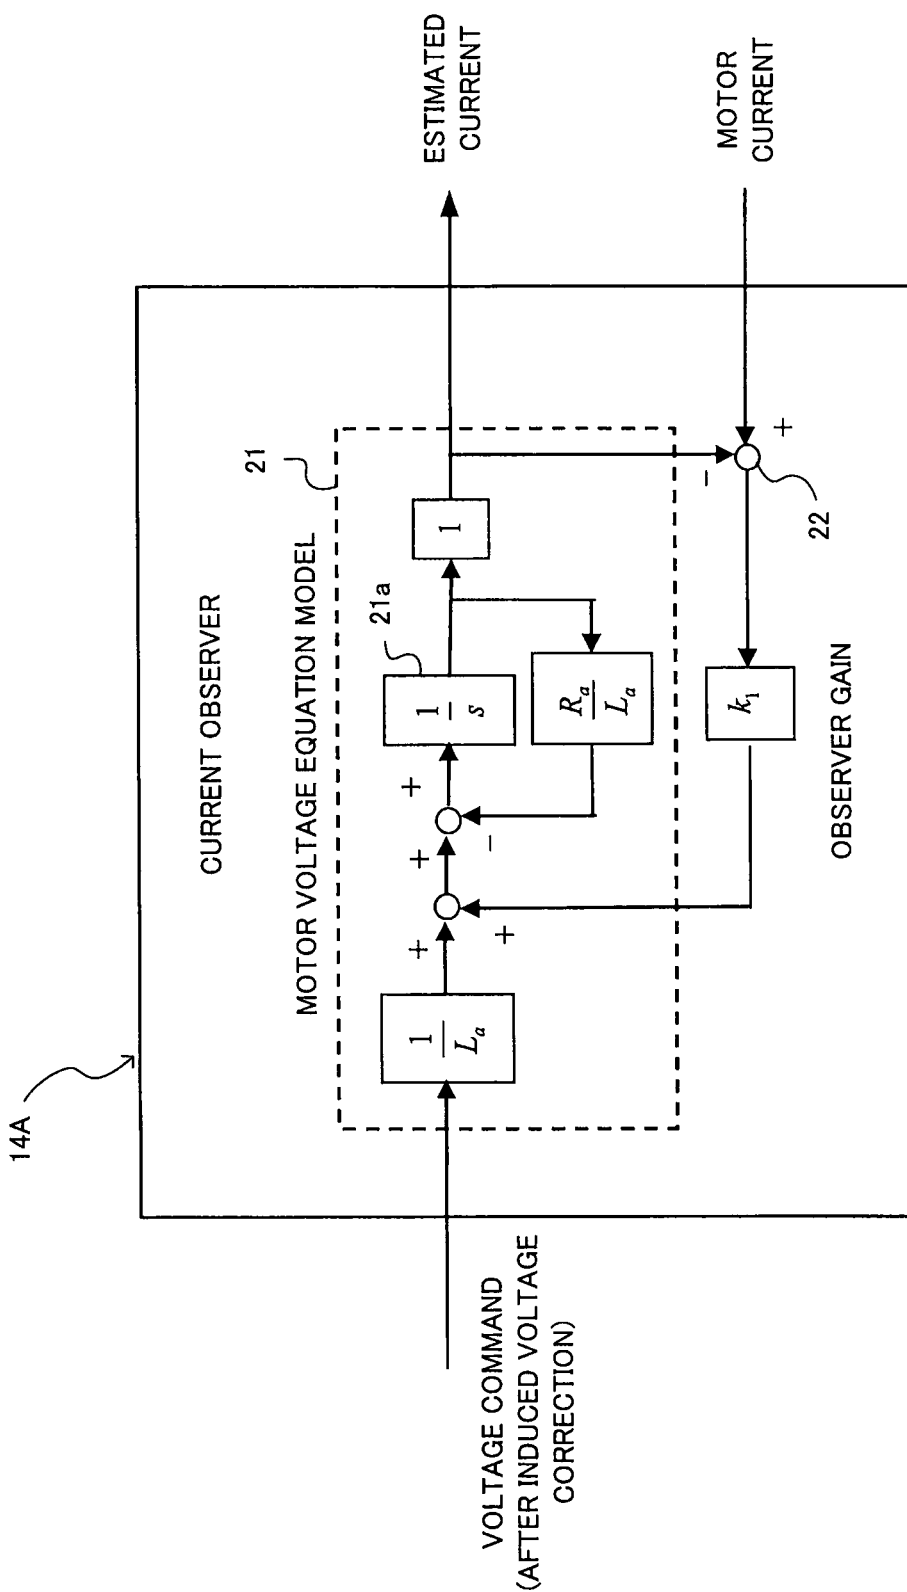 14A
CURRENT OBSERVER
MOTOR VOLTAGE EQUATION MODEL
21
VOLTAGE COMMAND
(AFTER INDUCED VOLTAGE
CORRECTION)
1
L_a
+
+
+
+
−
1
s
21a
R_a
L_a
1
ESTIMATED
CURRENT
−
+
22
MOTOR
CURRENT
k_1
OBSERVER GAIN